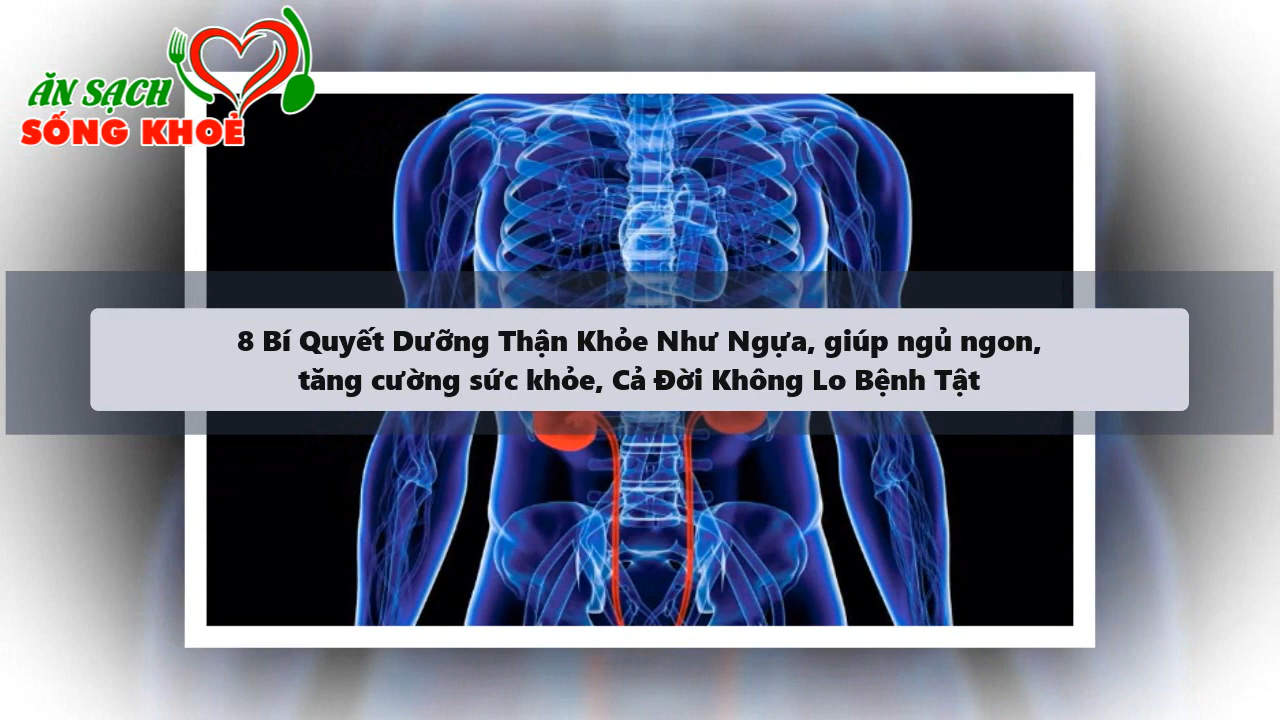 ĂN SẠCH
SỐNG KHOẺ
8 Bí Quyết Dưỡng Thận Khỏe Như Ngựa, giúp ngủ ngon,
tăng cường sức khỏe, Cả Đời Không Lo Bệnh Tật